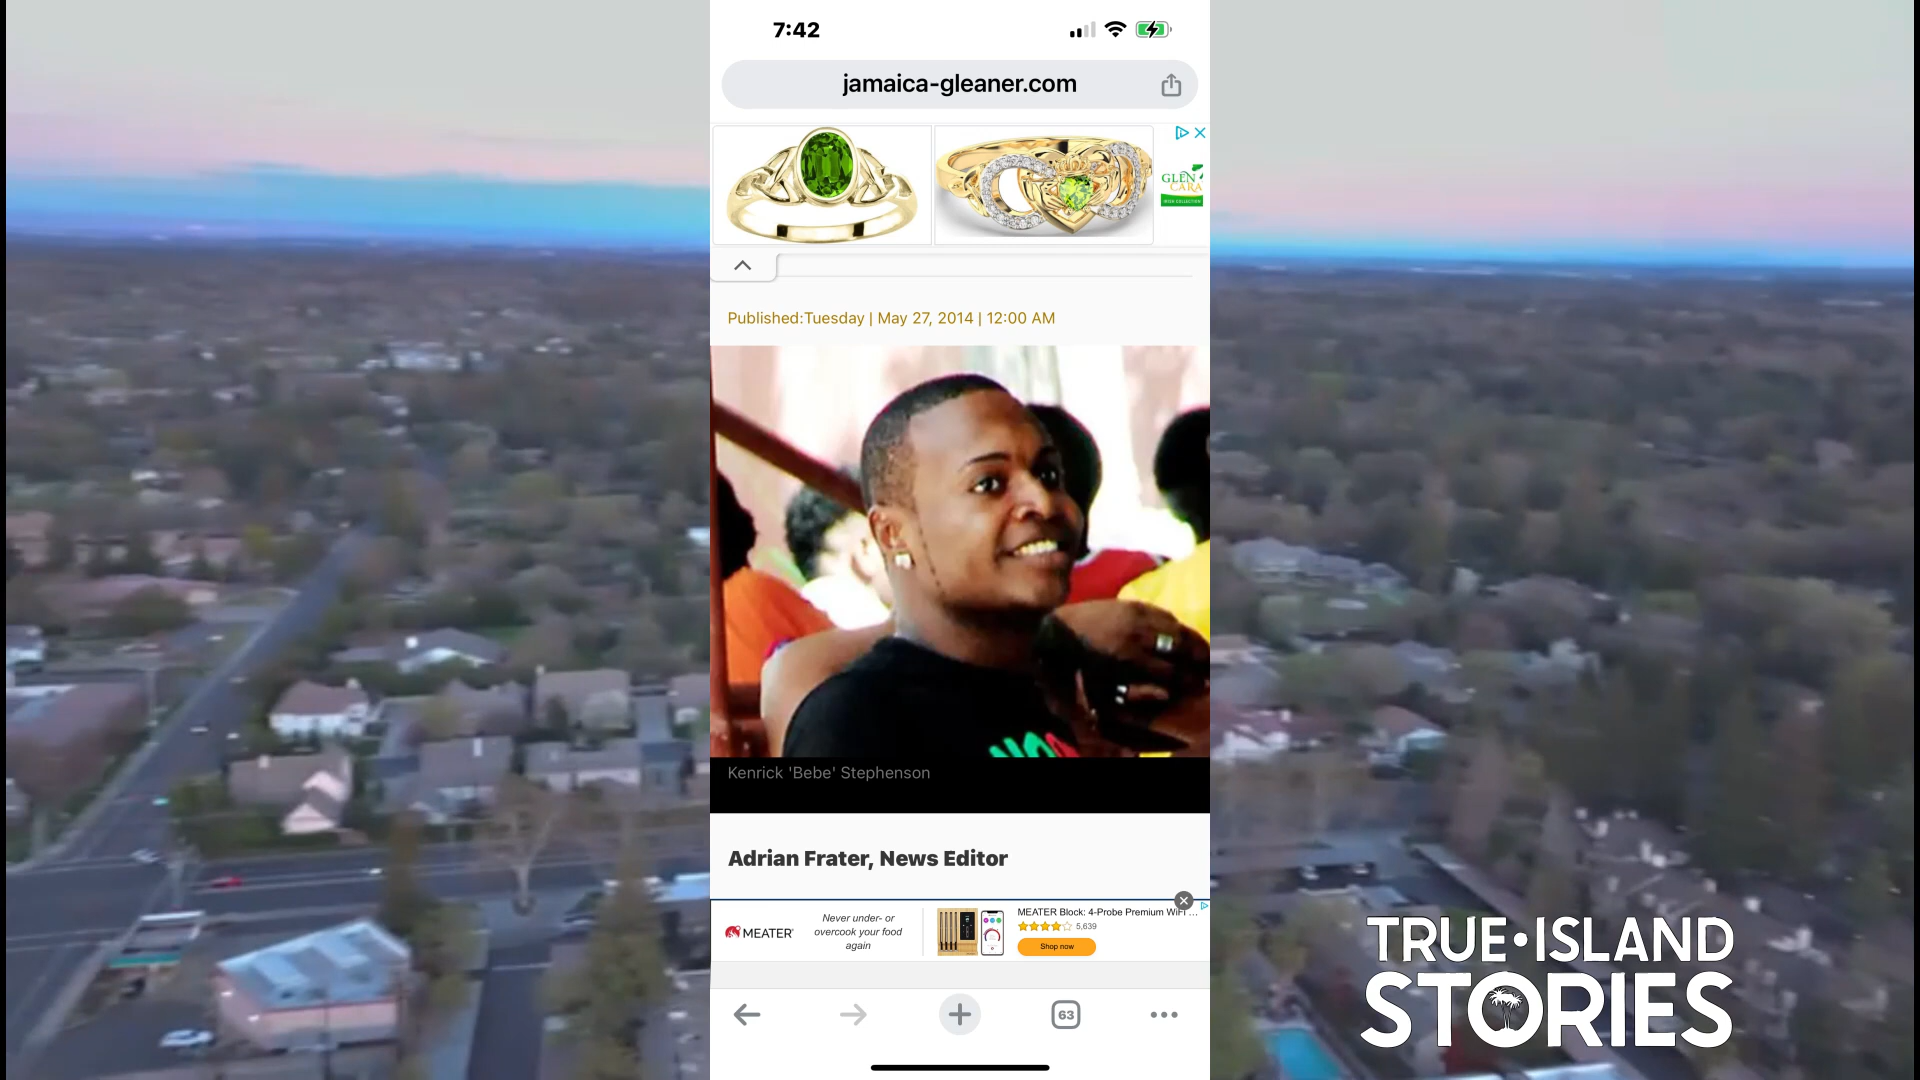 7:42
jamaica-gleaner.com
GLEN
CARA
IRISH COLLECTION
Published:Tuesday | May 27, 2014 | 12:00 AM
Kenrick 'Bebe' Stephenson
Adrian Frater, News Editor
MEATER
Never under- or
overcook your food
again
MEATER Block: 4-Probe Premium WiFi ...
5,639
Shop now
63
TRUE•ISLAND
STORIES